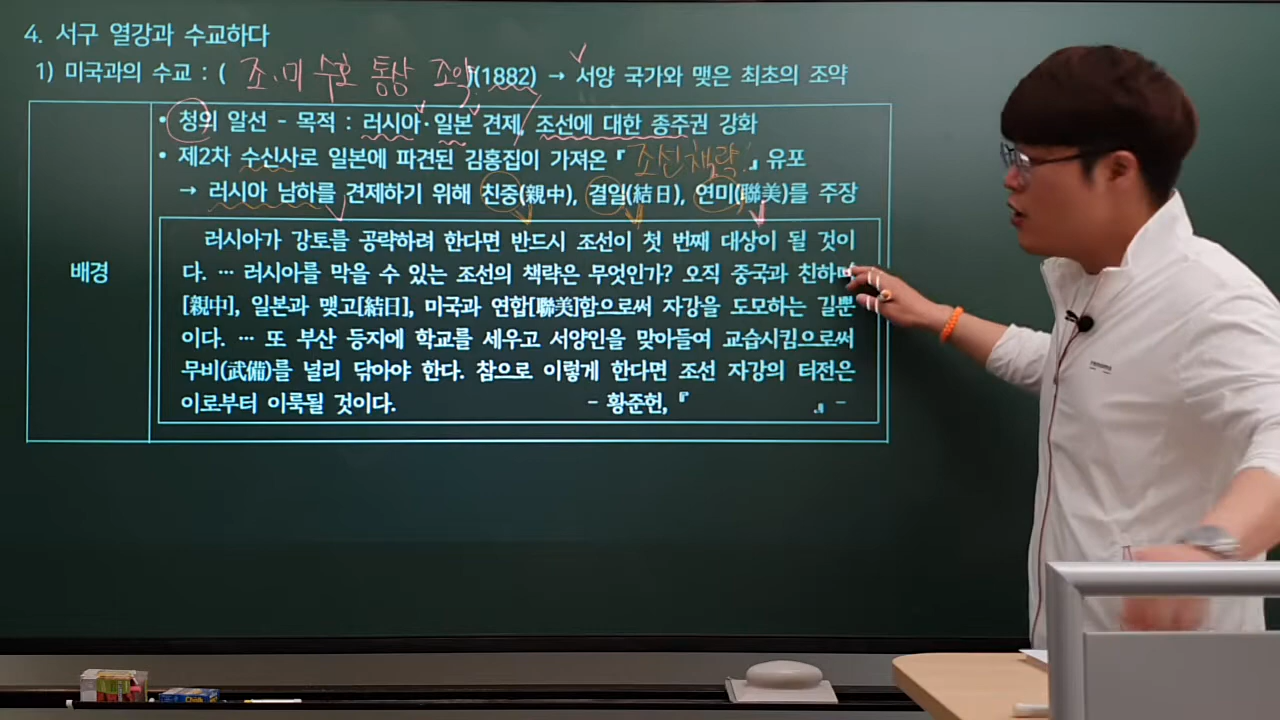 4. 서구 열강과 수교하다
1) 미국과의 수교 : ( 조·미 수호 통상 조약 )(1882) → 서양 국가와 맺은 최초의 조약
배경
• 청의 알선 - 목적 : 러시아·일본 견제, 조선에 대한 종주권 강화
• 제2차 수신사로 일본에 파견된 김홍집이 가져온 『조선책략』 유포
→ 러시아 남하를 견제하기 위해 친중(親中), 결일(結日), 연미(聯美)를 주장
러시아가 강토를 공략하려 한다면 반드시 조선이 첫 번째 대상이 될 것이
다. … 러시아를 막을 수 있는 조선의 책략은 무엇인가? 오직 중국과 친하며
[親中], 일본과 맺고[結日], 미국과 연합[聯美]함으로써 자강을 도모하는 길뿐
이다. … 또 부산 등지에 학교를 세우고 서양인을 맞아들여 교습시킴으로써
무비(武備)를 널리 닦아야 한다. 참으로 이렇게 한다면 조선 자강의 터전은
이로부터 이룩될 것이다. - 황준헌, 『 』 -